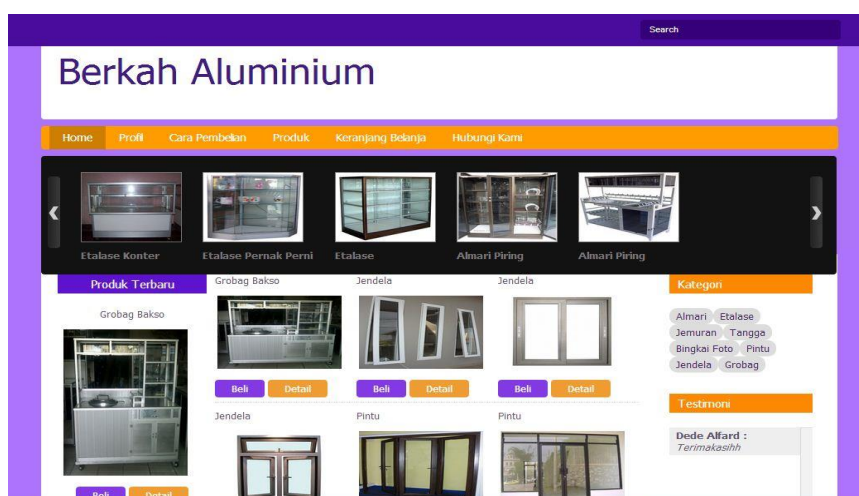 Search
Berkah Aluminium
Home Profil Cara Pembelian Produk Keranjang Belanja Hubungi Kami
Etalase Konter Etalase Pernak Perni Etalase Almari Piring Almari Piring
Produk Terbaru
Grobag Bakso
Beli Detail
Grobag Bakso Jendela Jendela
Beli Detail Beli Detail Beli Detail
Jendela Pintu Pintu
Kategori
Almari Etalase
Jemuran Tangga
Bingkai Foto Pintu
Jendela Grobag
Testimoni
Dede Alfard :
Terimakasihh